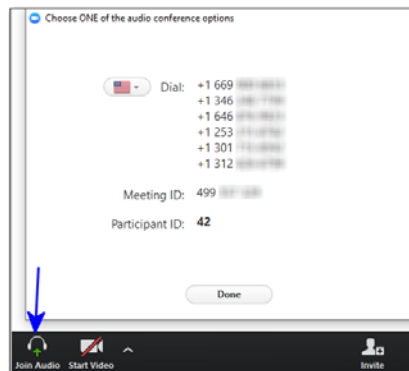 Choose ONE of the audio conference options
Dial: +1 669
+1 346
+1 646
+1 253
+1 301
+1 312
Meeting ID: 499
Participant ID: 42
Done
Join Audio Start Video Invite